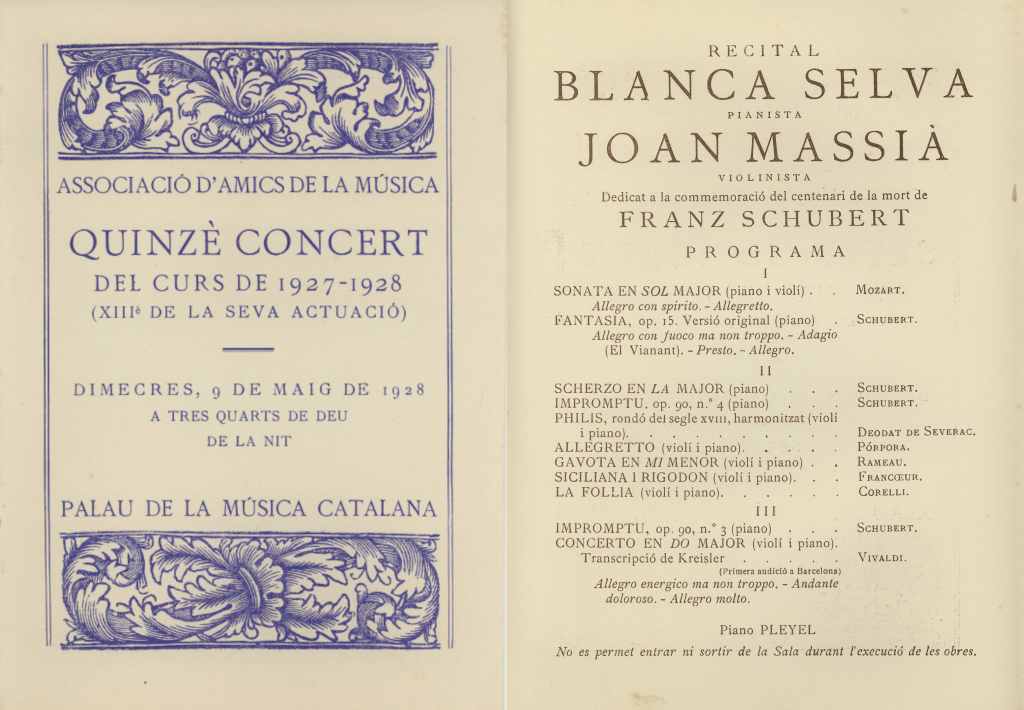 ASSOCIACIÓ D'AMICS DE LA MÚSICA
QUINZÈ CONCERT
DEL CURS DE 1927-1928
(XIIIè DE LA SEVA ACTUACIÓ)
DIMECRES, 9 DE MAIG DE 1928
A TRES QUARTS DE DEU
DE LA NIT
PALAU DE LA MÚSICA CATALANA
RECITAL
BLANCA SELVA
PIANISTA
JOAN MASSIÀ
VIOLINISTA
Dedicat a la commemoració del centenari de la mort de
FRANZ SCHUBERT
PROGRAMA
I
SONATA EN SOL MAJOR (piano i violí) . . MOZART.
Allegro con spirito. - Allegretto.
FANTASIA, op. 15. Versió original (piano) . SCHUBERT.
Allegro con fuoco ma non troppo. - Adagio
(El Vianant). - Presto. - Allegro.
II
SCHERZO EN LA MAJOR (piano) . . . SCHUBERT.
IMPROMPTU, op. 90, n.º 4 (piano) . . . SCHUBERT.
PHILIS, rondó del segle XVIII, harmonitzat (violí
i piano). . . . . . . . . . DEODAT DE SEVERAC.
ALLEGRETTO (violí i piano). . . . . PÓRPORA.
GAVOTA EN MI MENOR (violí i piano) . . RAMEAU.
SICILIANA I RIGODON (violí i piano). . . FRANCŒUR.
LA FOLLIA (violí i piano). . . . . . CORELLI.
III
IMPROMPTU, op. 90, n.º 3 (piano) . . . SCHUBERT.
CONCERTO EN DO MAJOR (violí i piano).
Transcripció de Kreisler . . . . . VIVALDI.
(Primera audició a Barcelona)
Allegro energico ma non troppo. - Andante
doloroso. - Allegro molto.
Piano PLEYEL
No es permet entrar ni sortir de la Sala durant l'execució de les obres.